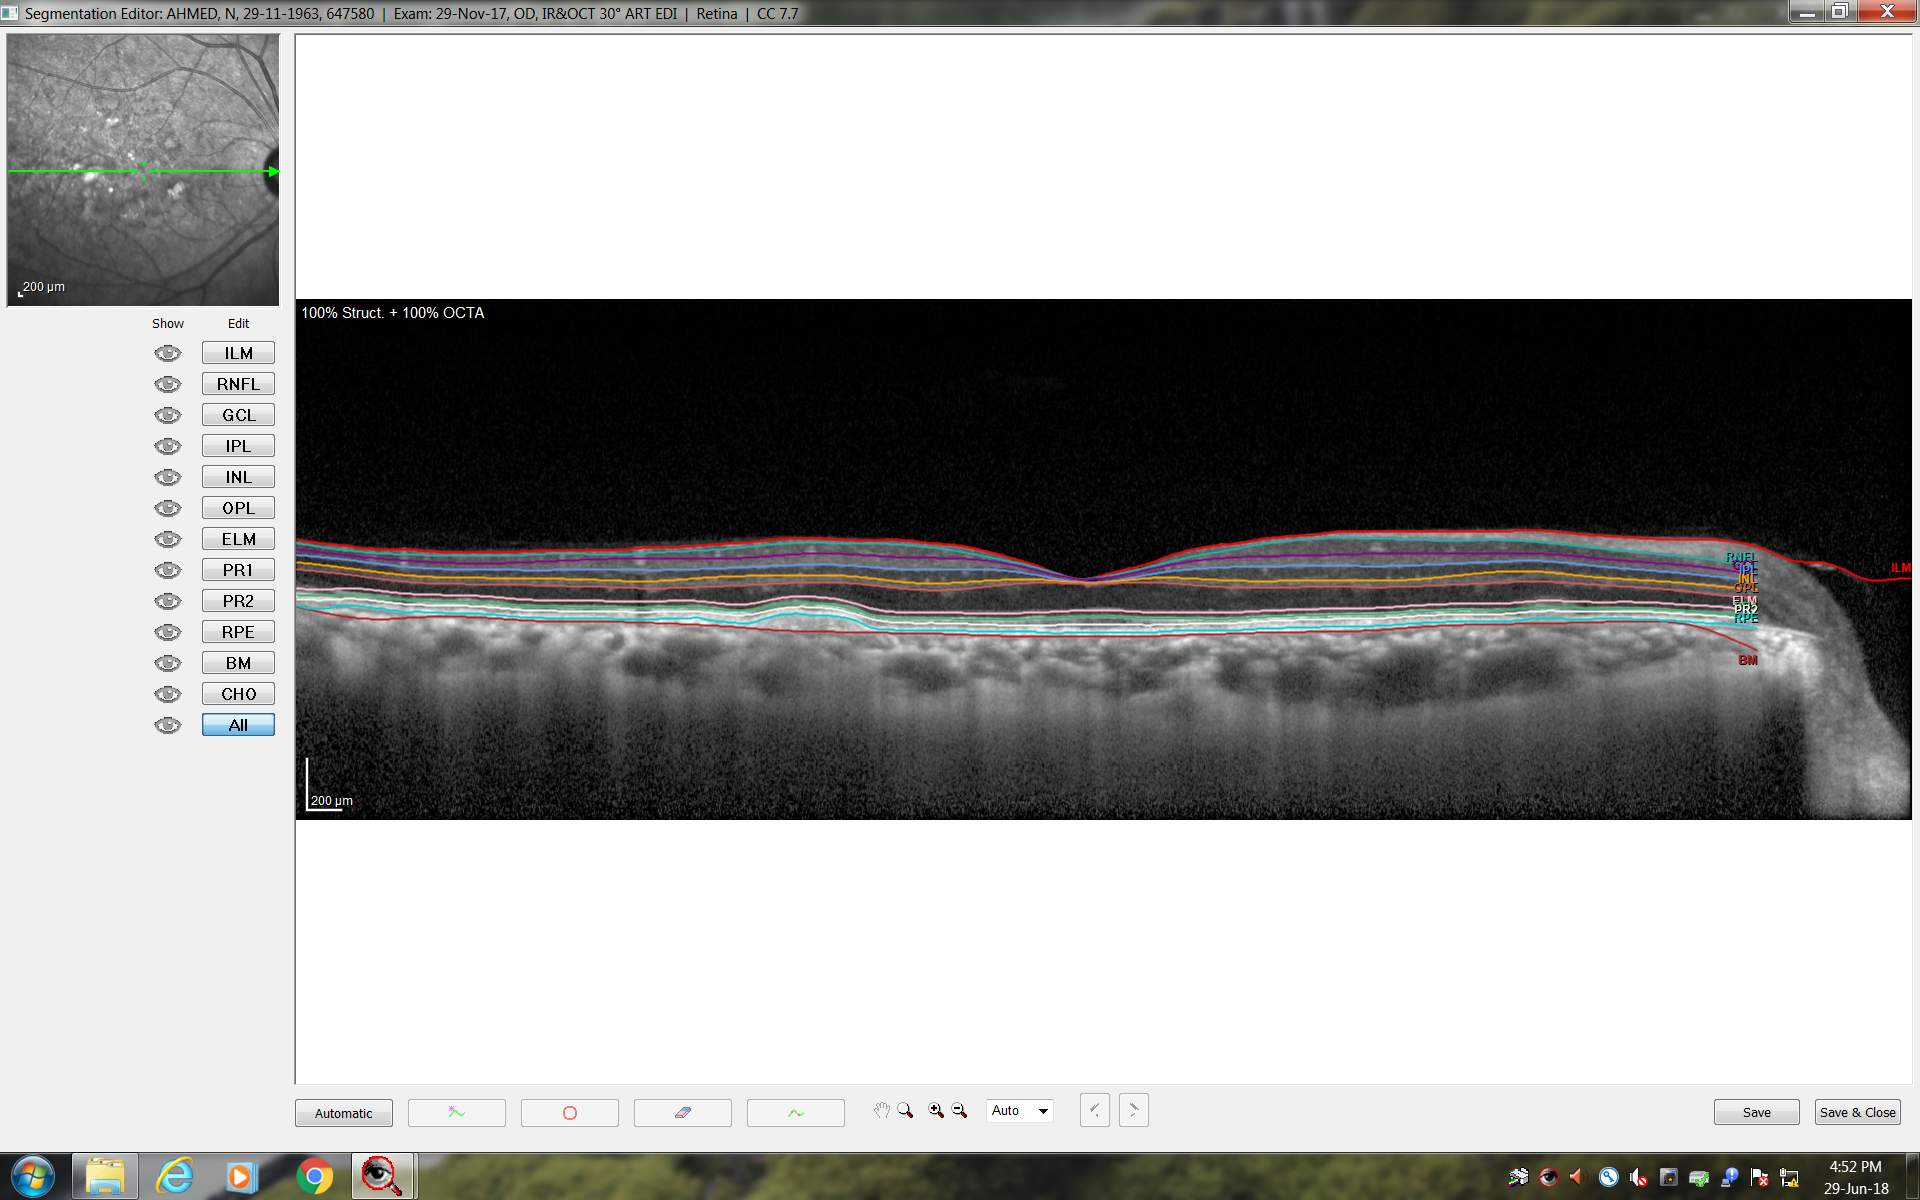 Segmentation Editor: AHMED, N, 29-11-1963, 647580 | Exam: 29-Nov-17, OD, IR&OCT 30° ART EDI | Retina | CC 7.7
200 µm
Show Edit
ILM
RNFL
GCL
IPL
INL
OPL
ELM
PR1
PR2
RPE
BM
CHO
All
100% Struct. + 100% OCTA
RNFL
ILM
INL
ELM
PR2
RPE
BM
200 µm
Automatic
Auto
Save
Save & Close
4:52 PM
29-Jun-18